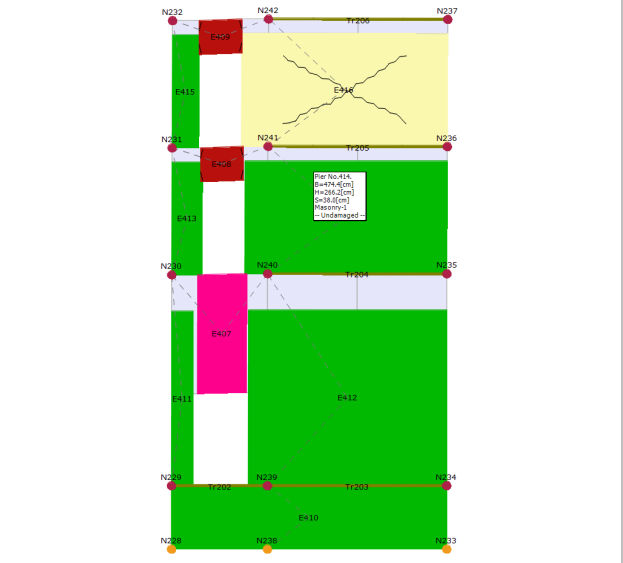 N232
N242
Tr206
N237
E409
E415
E416
N231
N241
Tr205
N236
E408
Pier No.414.
B=474.4[cm]
H=266.2[cm]
S=38.0[cm]
Masonry-1
-- Undamaged --
E413
N230
N240
Tr204
N235
E407
E411
E412
N229
Tr202
N239
Tr203
N234
E410
N228
N238
N233